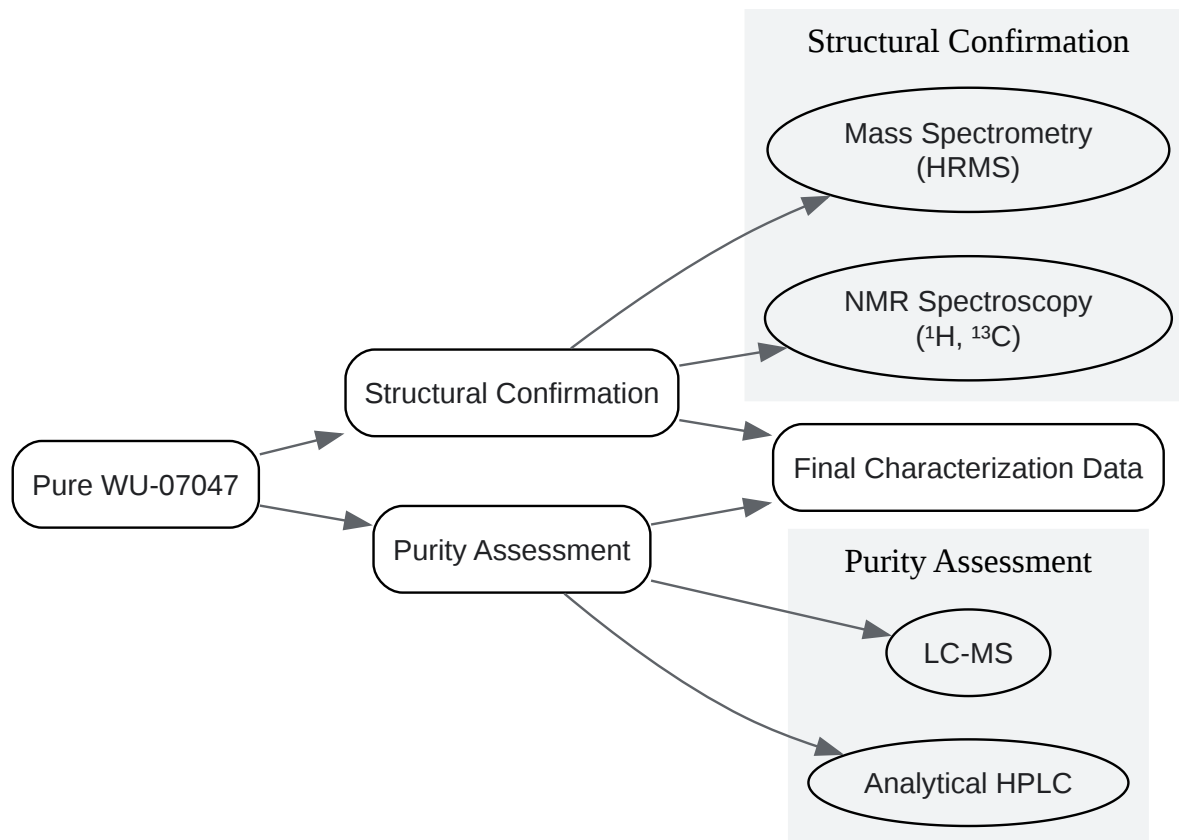 Structural Confirmation
Mass Spectrometry
(HRMS)
NMR Spectroscopy
(¹H, ¹³C)
Structural Confirmation
Pure WU-07047
Final Characterization Data
Purity Assessment
Purity Assessment
LC-MS
Analytical HPLC